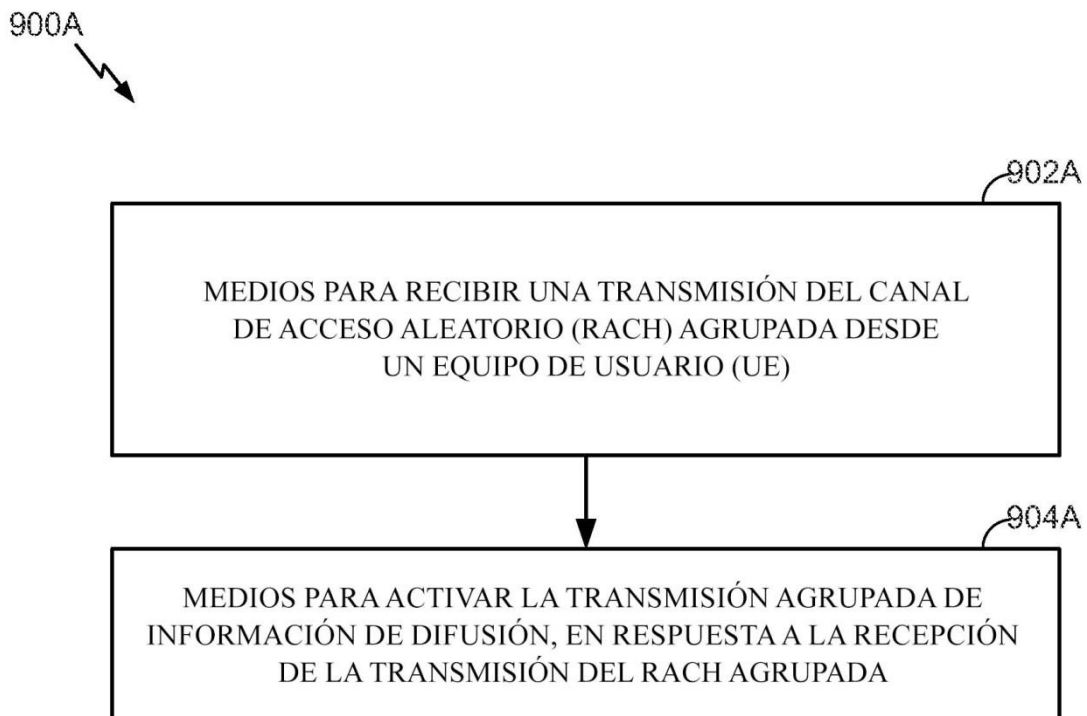 900A
902A
MEDIOS PARA RECIBIR UNA TRANSMISIÓN DEL CANAL
DE ACCESO ALEATORIO (RACH) AGRUPADA DESDE
UN EQUIPO DE USUARIO (UE)
904A
MEDIOS PARA ACTIVAR LA TRANSMISIÓN AGRUPADA DE
INFORMACIÓN DE DIFUSIÓN, EN RESPUESTA A LA RECEPCIÓN
DE LA TRANSMISIÓN DEL RACH AGRUPADA